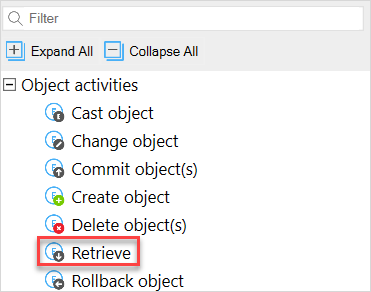 Filter
Expand All Collapse All
Object activities
Cast object
Change object
Commit object(s)
Create object
Delete object(s)
Retrieve
Rollback object